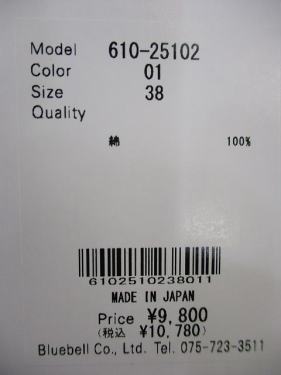 Model 610-25102
Color 01
Size 38
Quality
綿 100%
6102510238011
MADE IN JAPAN
Price ¥9,800
(税込 ¥10,780)
Bluebell Co., Ltd. Tel. 075-723-3511